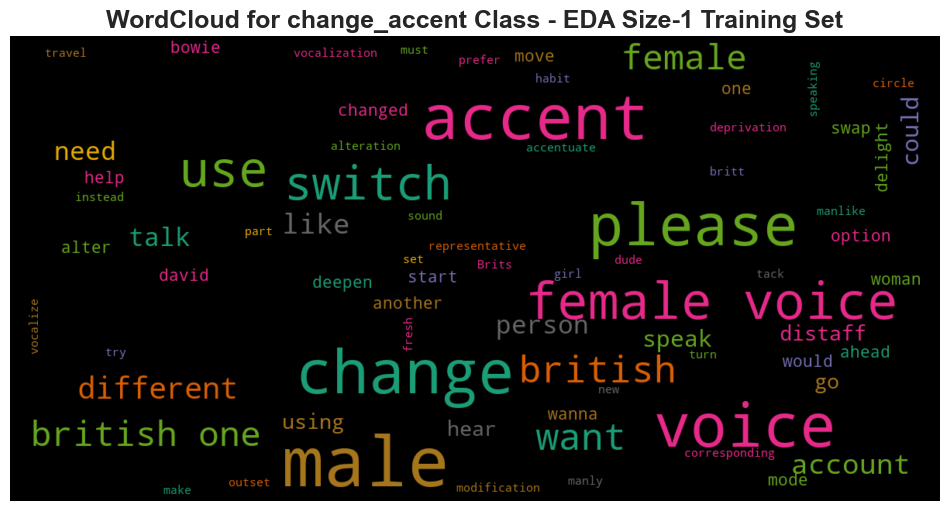 WordCloud for change_accent Class - EDA Size-1 Training Set
travel bowie vocalization must prefer move female circle
habit one speaking
changed accent deprivation swap could
need use alteration accentuate delight
help switch britt
instead like sound please manlike
alter talk part representative option
david set Brits dude
deepen start girl tack woman
vocalize another female voice
fresh person speak distaff
try turn would ahead
different change british new go
british one using wanna voice
male hear want corresponding
account
make outset modification manly mode